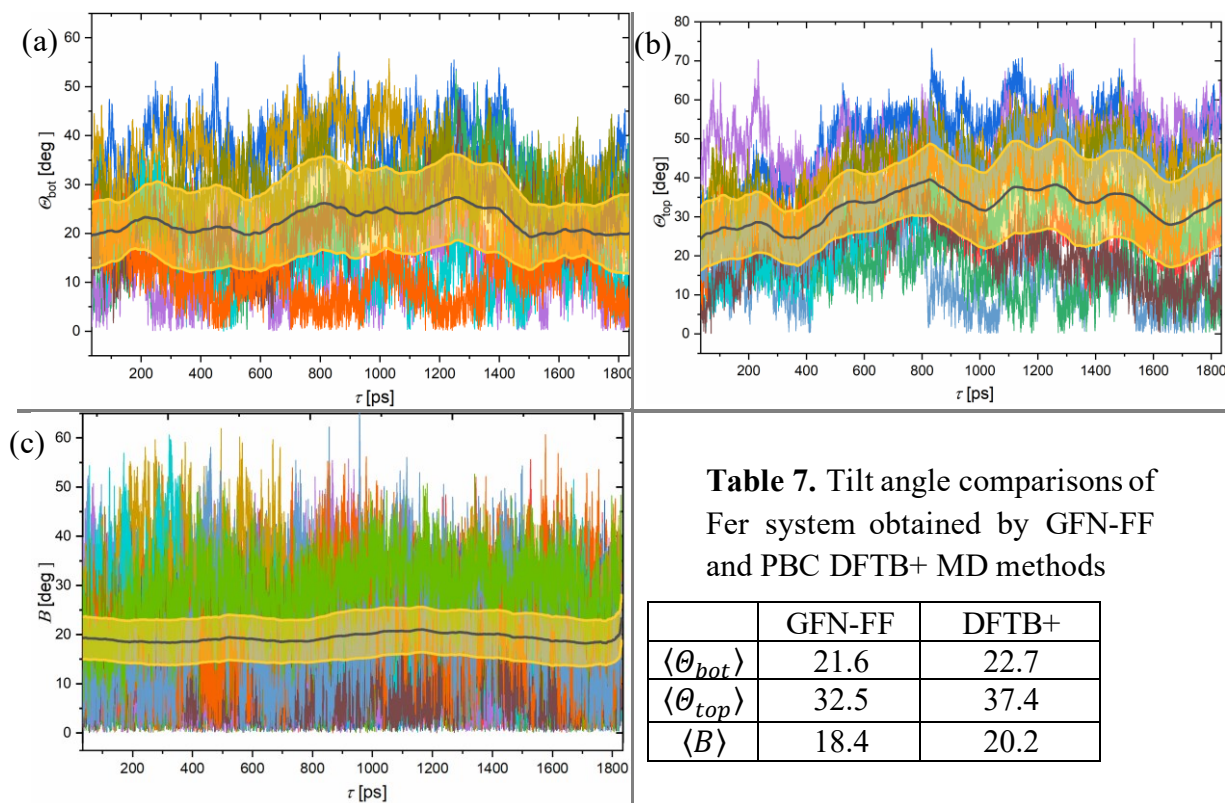 (a)
60
50
40
30
20
10
0
Θbot [deg]
200 400 600 800 1000 1200 1400 1600 1800
τ [ps]
(b)
80
70
60
50
40
30
20
10
0
Θtop [deg]
200 400 600 800 1000 1200 1400 1600 1800
τ [ps]
(c)
60
50
40
30
20
10
0
B [deg]
200 400 600 800 1000 1200 1400 1600 1800
τ [ps]
Table 7. Tilt angle comparisons of
Fer system obtained by GFN-FF
and PBC DFTB+ MD methods
GFN-FF DFTB+
⟨Θbot⟩ 21.6 22.7
⟨Θtop⟩ 32.5 37.4
⟨B⟩ 18.4 20.2